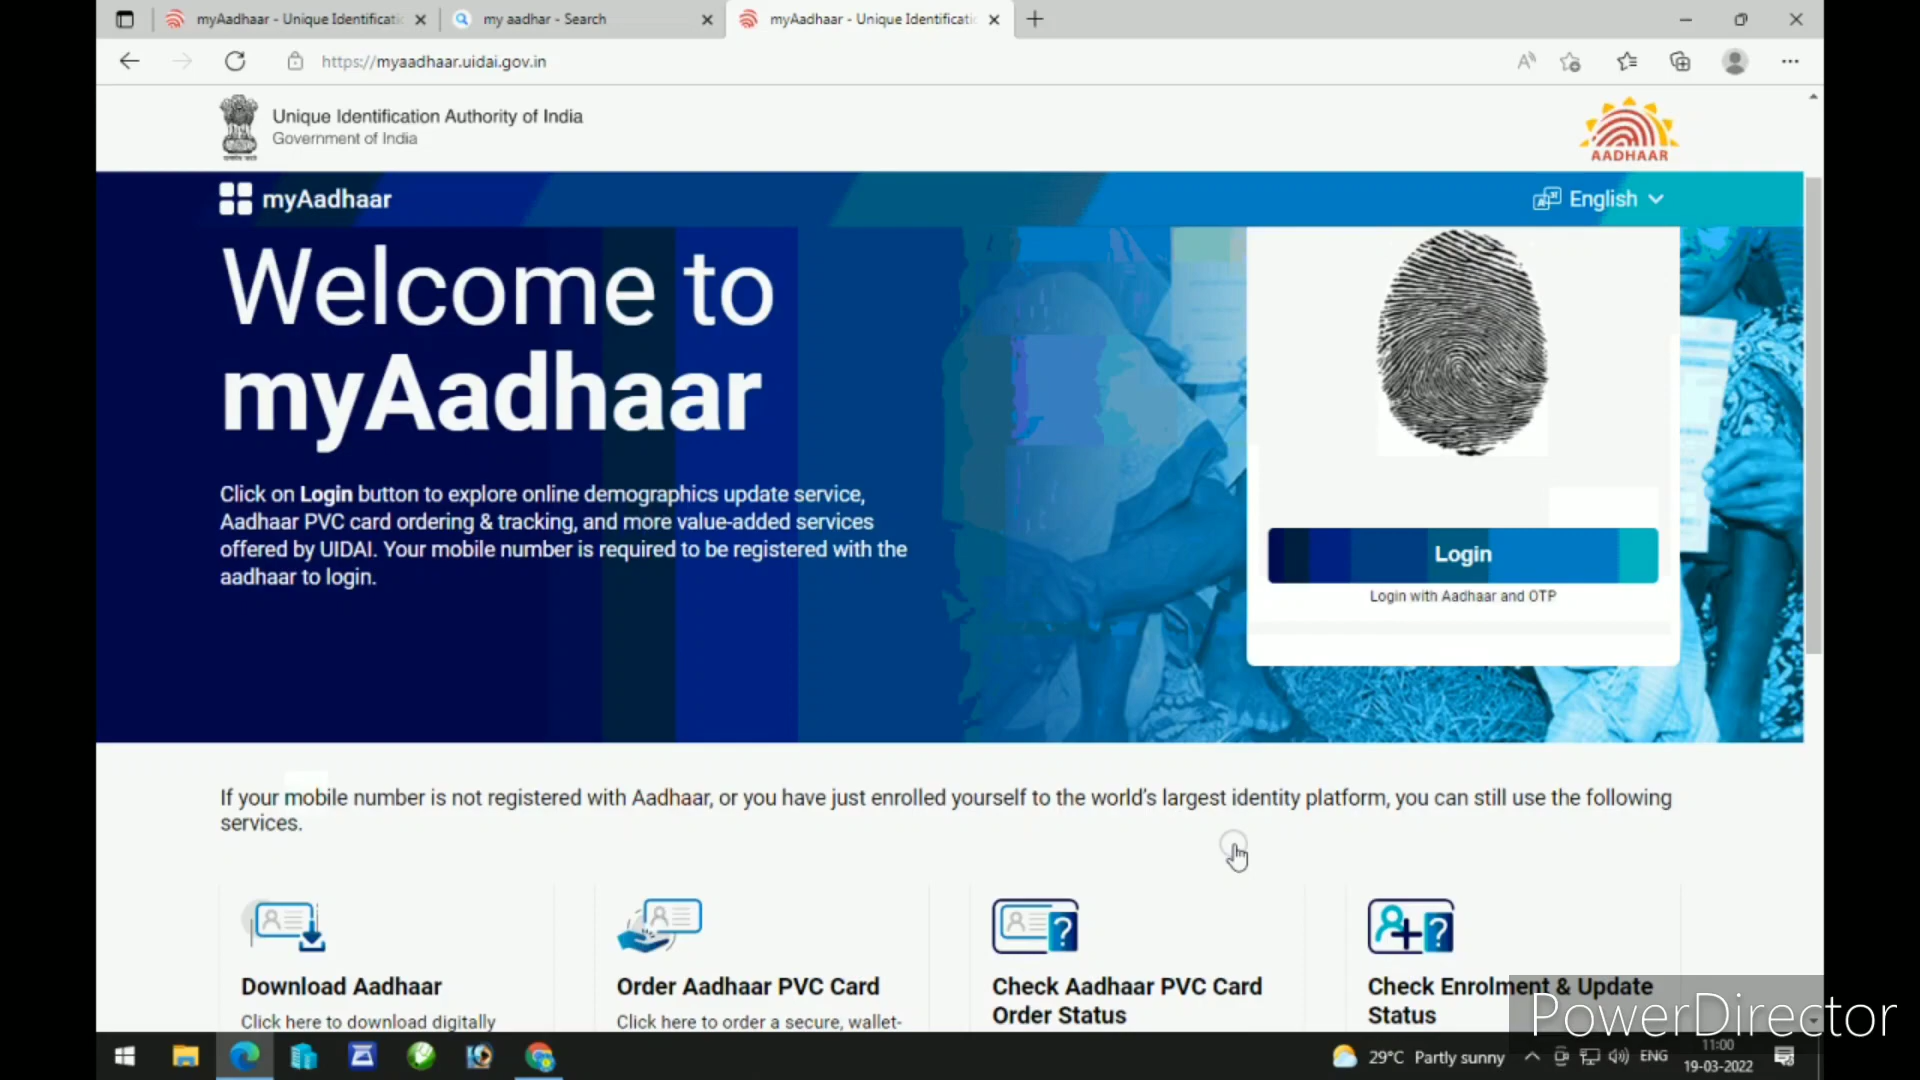 myAadhaar - Unique Identificati
my aadhar - Search
myAadhaar - Unique Identificati
https://myaadhaar.uidai.gov.in
Unique Identification Authority of India
Government of India
AADHAAR
myAadhaar
English
Welcome to
myAadhaar
Click on Login button to explore online demographics update service,
Aadhaar PVC card ordering & tracking, and more value-added services
offered by UIDAI. Your mobile number is required to be registered with the
aadhaar to login.
Login
Login with Aadhaar and OTP
If your mobile number is not registered with Aadhaar, or you have just enrolled yourself to the world's largest identity platform, you can still use the following
services.
Download Aadhaar
Click here to download digitally
Order Aadhaar PVC Card
Click here to order a secure, wallet-
Check Aadhaar PVC Card
Order Status
Check Enrolment & Update
Status
PowerDirector
29°C Partly sunny
ENG
11:00
19-03-2022